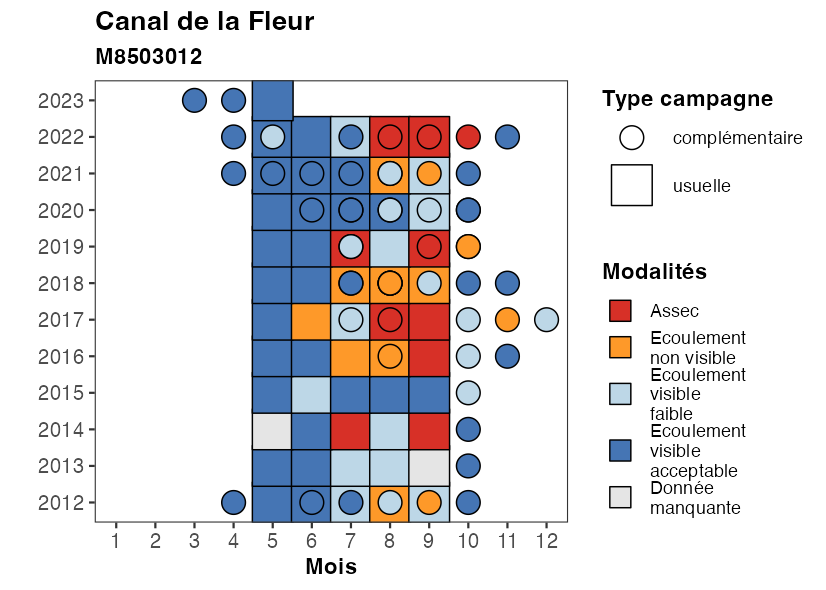 Canal de la Fleur
M8503012
2023
2022
2021
2020
2019
2018
2017
2016
2015
2014
2013
2012
1 2 3 4 5 6 7 8 9 10 11 12
Mois
Type campagne
complémentaire
usuelle
Modalités
Assec
Ecoulement
non visible
Ecoulement
visible
faible
Ecoulement
visible
acceptable
Donnée
manquante